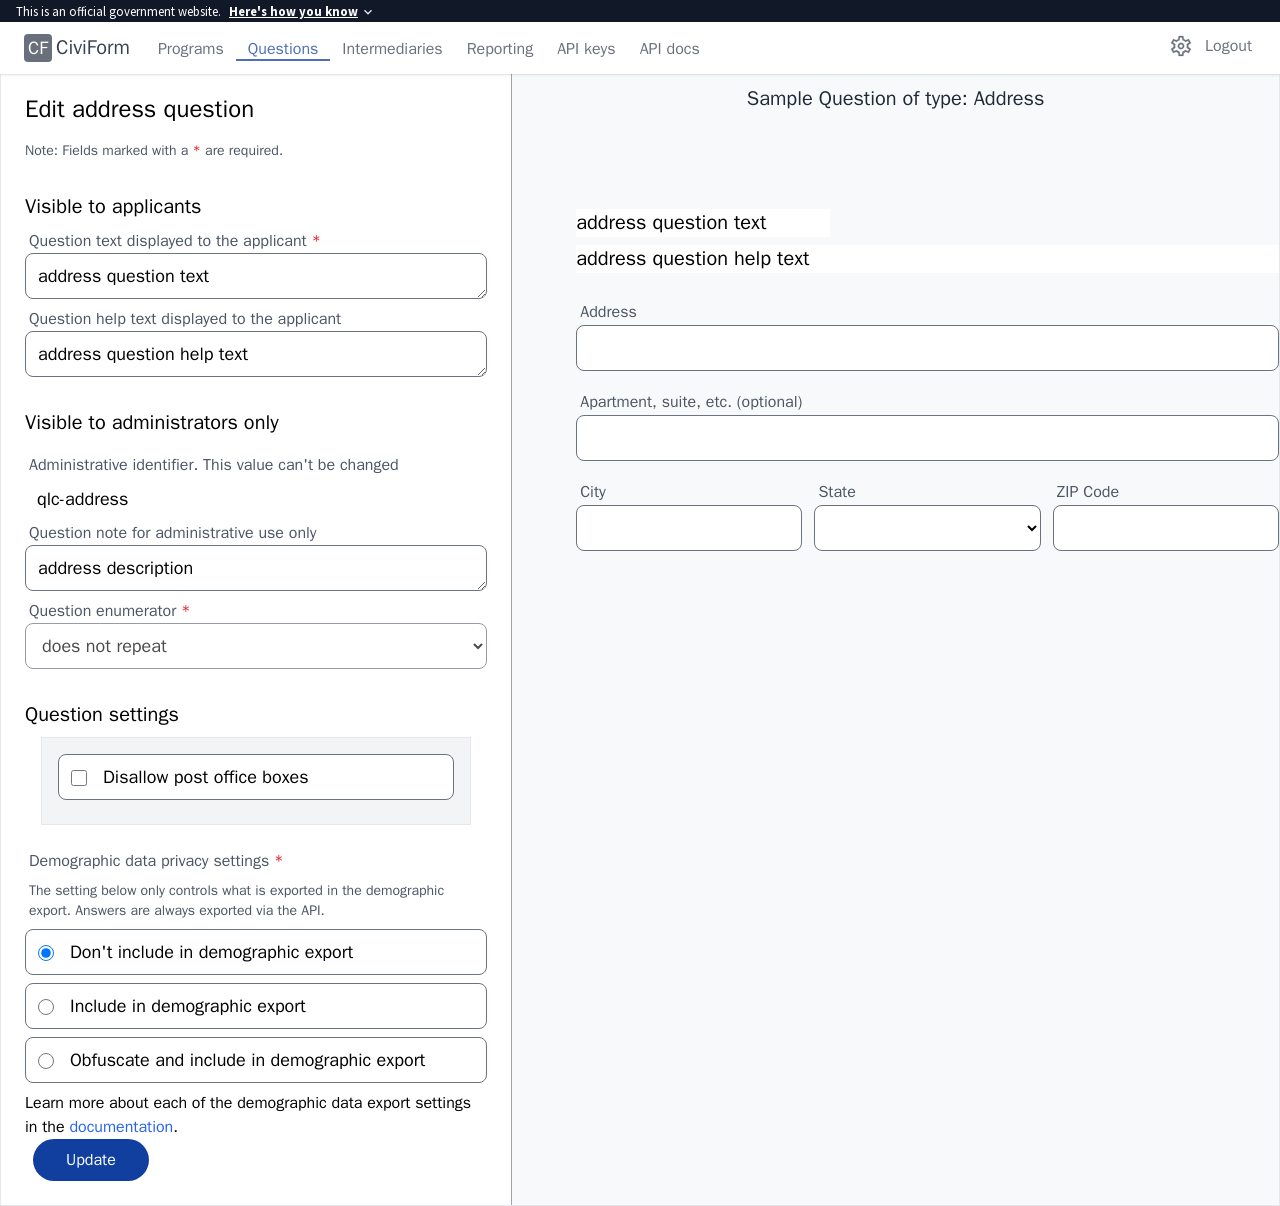 This is an official government website. Here's how you know
CF CiviForm Programs Questions Intermediaries Reporting API keys API docs Logout
Edit address question
Note: Fields marked with a * are required.
Visible to applicants
Question text displayed to the applicant *
address question text
Question help text displayed to the applicant
address question help text
Visible to administrators only
Administrative identifier. This value can't be changed
qlc-address
Question note for administrative use only
address description
Question enumerator *
does not repeat
Question settings
Disallow post office boxes
Demographic data privacy settings *
The setting below only controls what is exported in the demographic
export. Answers are always exported via the API.
Don't include in demographic export
Include in demographic export
Obfuscate and include in demographic export
Learn more about each of the demographic data export settings
in the documentation.
Update
Sample Question of type: Address
address question text
address question help text
Address
Apartment, suite, etc. (optional)
City State ZIP Code